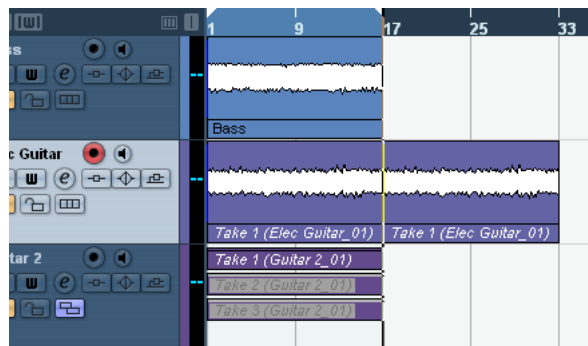 1 9 17 25 33
ss
W e
Bass
c Guitar
W e
Take 1 (Elec Guitar_01) Take 1 (Elec Guitar_01)
tar 2
W e
Take 1 (Guitar 2_01)
Take 2 (Guitar 2_01)
Take 3 (Guitar 2_01)